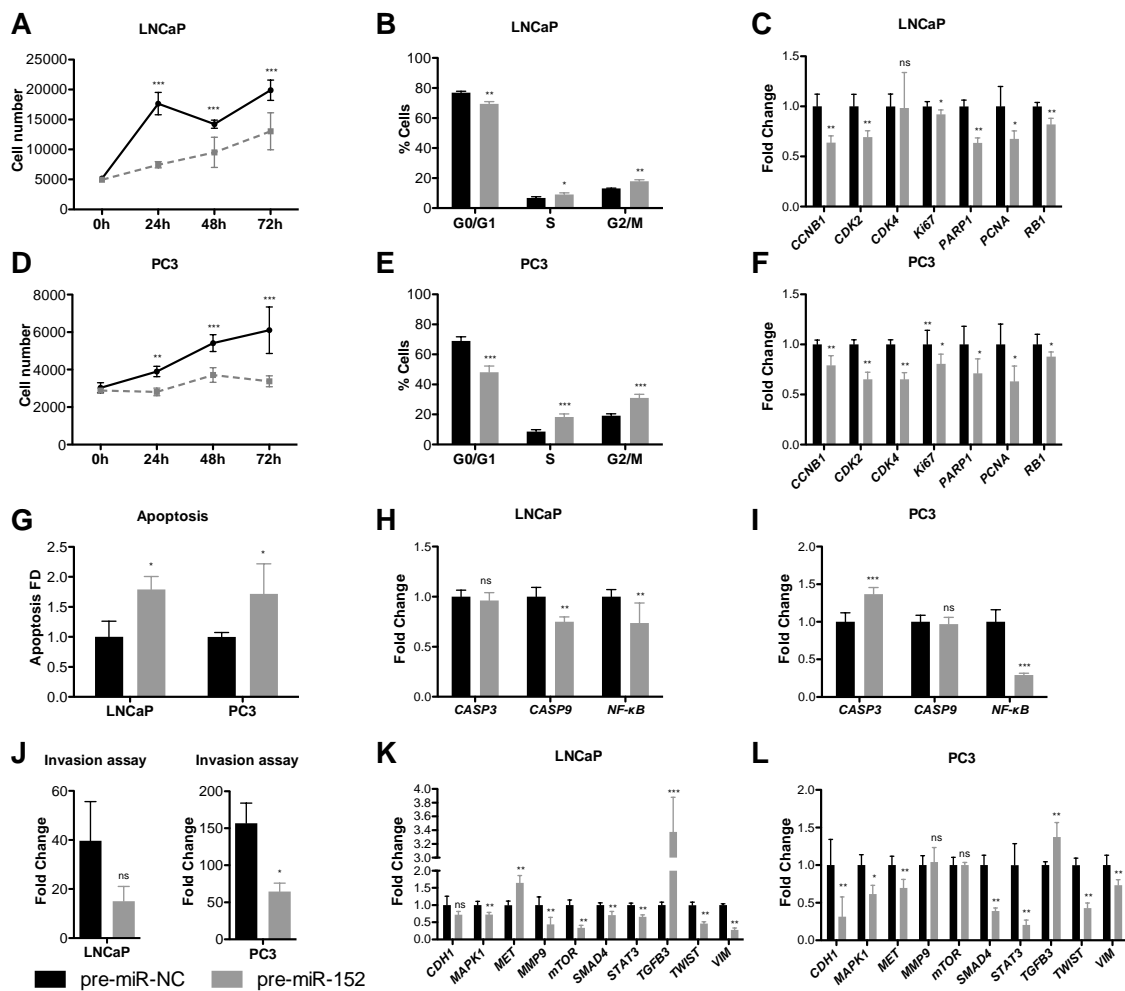 A
LNCaP
Cell number
25000
20000
15000
10000
5000
0
***
***
***
0h
24h
48h
72h
B
LNCaP
% Cells
100
80
60
40
20
0
**
*
**
G0/G1
S
G2/M
C
LNCaP
Fold Change
1.5
1.0
0.5
0.0
**
**
ns
*
**
*
**
CCNB1
CDK2
CDK4
Ki67
PARP1
PCNA
RB1
D
PC3
Cell number
8000
6000
4000
2000
0
**
***
***
0h
24h
48h
72h
E
PC3
% Cells
100
80
60
40
20
0
***
***
***
G0/G1
S
G2/M
F
PC3
Fold Change
1.5
1.0
0.5
0.0
**
**
**
**
*
*
*
*
CCNB1
CDK2
CDK4
Ki67
PARP1
PCNA
RB1
G
Apoptosis
Apoptosis FD
2.5
2.0
1.5
1.0
0.5
0.0
*
*
LNCaP
PC3
H
LNCaP
Fold Change
1.5
1.0
0.5
0.0
ns
**
**
CASP3
CASP9
NF-κB
I
PC3
Fold Change
2.0
1.5
1.0
0.5
0.0
***
ns
***
CASP3
CASP9
NF-κB
J
Invasion assay
Fold Change
60
40
20
0
ns
LNCaP
Invasion assay
Fold Change
200
150
100
50
0
*
PC3
K
LNCaP
Fold Change
4.0
3.8
3.6
3.4
3.2
3.0
2.0
1.5
1.0
0.5
0.0
ns
**
**
**
**
**
**
***
**
**
CDH1
MAPK1
MET
MMP9
mTOR
SMAD4
STAT3
TGFB3
TWIST
VIM
L
PC3
Fold Change
2.0
1.5
1.0
0.5
0.0
**
*
**
ns
ns
**
**
**
**
**
CDH1
MAPK1
MET
MMP9
mTOR
SMAD4
STAT3
TGFB3
TWIST
VIM
pre-miR-NC
pre-miR-152